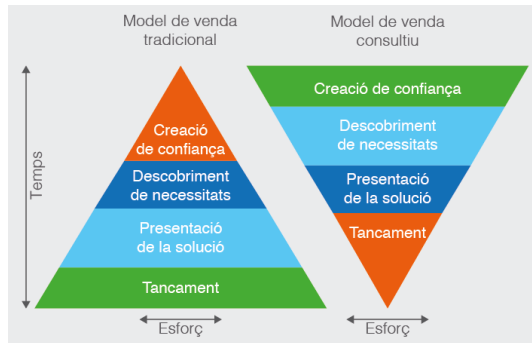 Model de venda
tradicional
Model de venda
consultiu
Temps
Creació
de confiança
Descobriment
de necessitats
Presentació
de la solució
Tancament
Esforç
Creació de confiança
Descobriment
de necessitats
Presentació
de la solució
Tancament
Esforç